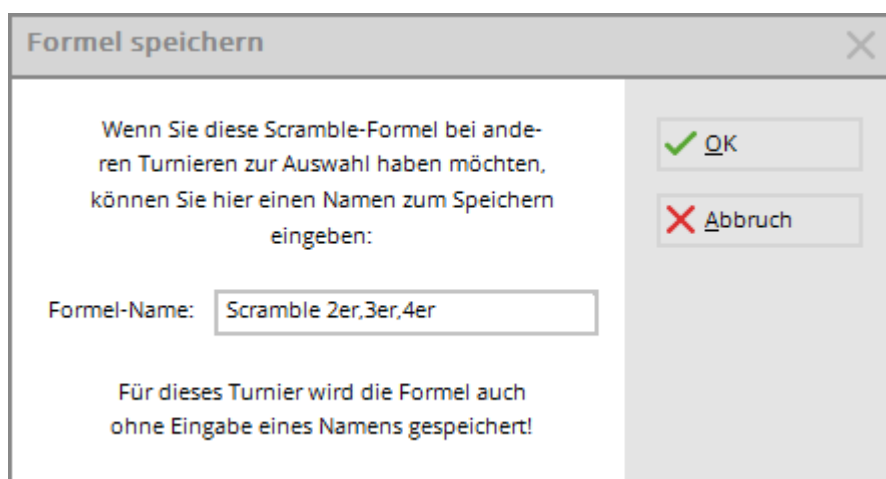 Formel speichern
Wenn Sie diese Scramble-Formel bei ande-
ren Turnieren zur Auswahl haben möchten,
können Sie hier einen Namen zum Speichern
eingeben:
Formel-Name: Scramble 2er,3er,4er
Für dieses Turnier wird die Formel auch
ohne Eingabe eines Namens gespeichert!
OK
Abbruch